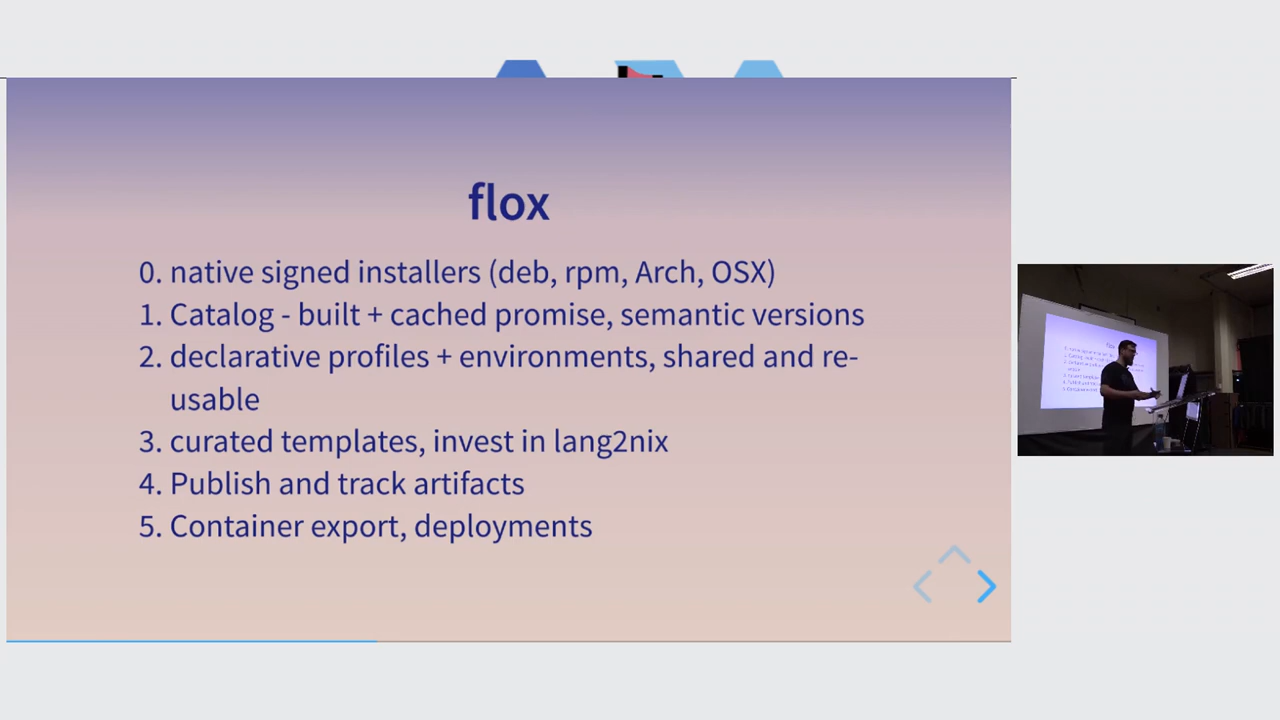 flox
0. native signed installers (deb, rpm, Arch, OSX)
1. Catalog - built + cached promise, semantic versions
2. declarative profiles + environments, shared and re-
usable
3. curated templates, invest in lang2nix
4. Publish and track artifacts
5. Container export, deployments